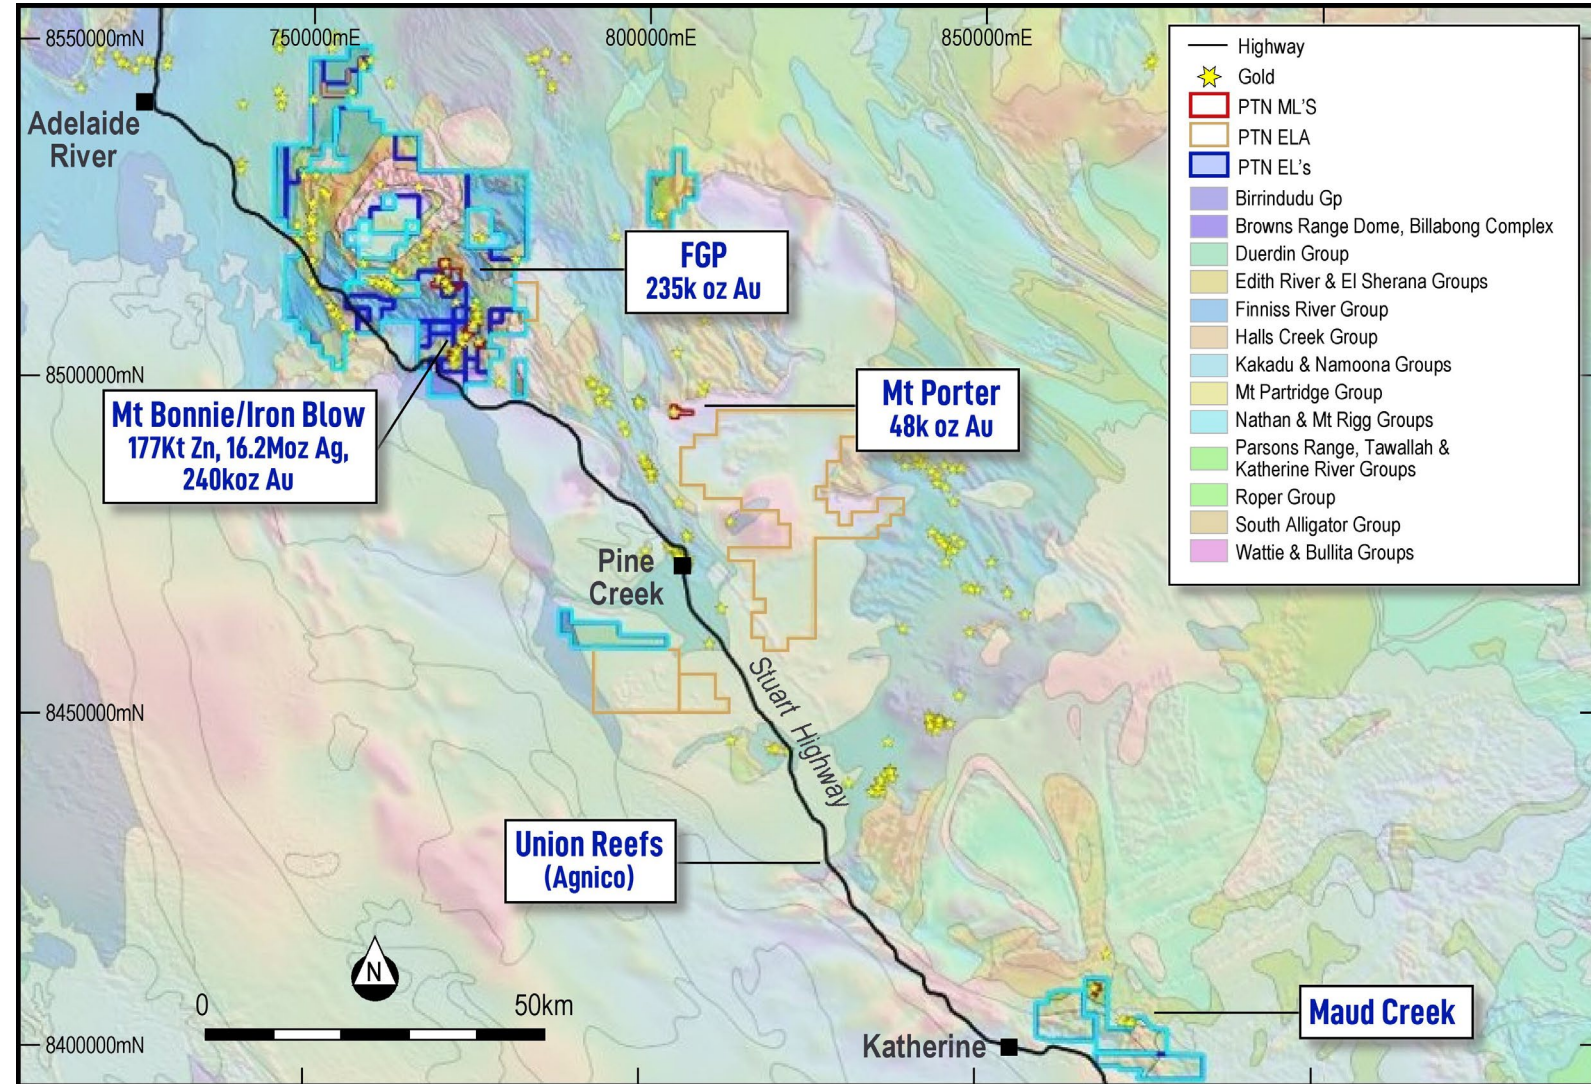 8550000mN
750000mE
800000mE
850000mE
Highway
Gold
PTN ML'S
PTN ELA
PTN EL's
Birrindudu Gp
Browns Range Dome, Billabong Complex
Duerdin Group
Edith River & El Sherana Groups
Finniss River Group
Halls Creek Group
Kakadu & Namoona Groups
Mt Partridge Group
Nathan & Mt Rigg Groups
Parsons Range, Tawallah &
Katherine River Groups
Roper Group
South Alligator Group
Wattie & Bullita Groups
Adelaide
River
FGP
235k oz Au
8500000mN
Mt Porter
48k oz Au
Mt Bonnie/Iron Blow
177Kt Zn, 16.2Moz Ag,
240koz Au
Pine
Creek
8450000mN
Stuart Highway
Union Reefs
(Agnico)
N
0
50km
Maud Creek
8400000mN
Katherine